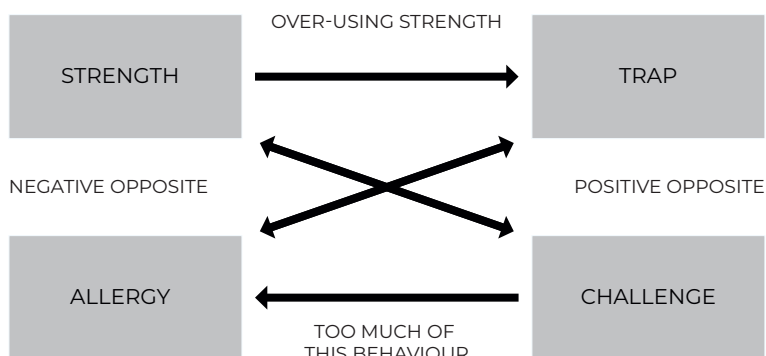 OVER-USING STRENGTH
STRENGTH
TRAP
NEGATIVE OPPOSITE
POSITIVE OPPOSITE
ALLERGY
CHALLENGE
TOO MUCH OF
THIS BEHAVIOUR